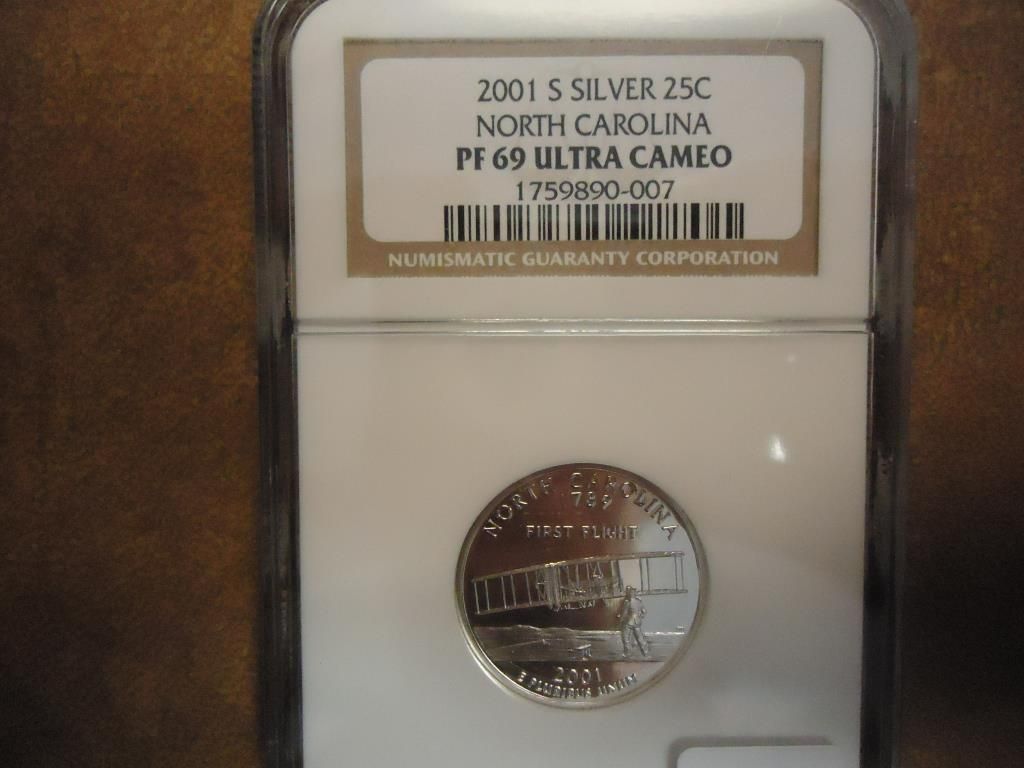 2001 S SILVER 25C
NORTH CAROLINA
PF 69 ULTRA CAMEO
1759890-007
NUMISMATIC GUARANTY CORPORATION
NORTH CAROLINA
1789
FIRST FLIGHT
2001
E PLURIBUS UNUM